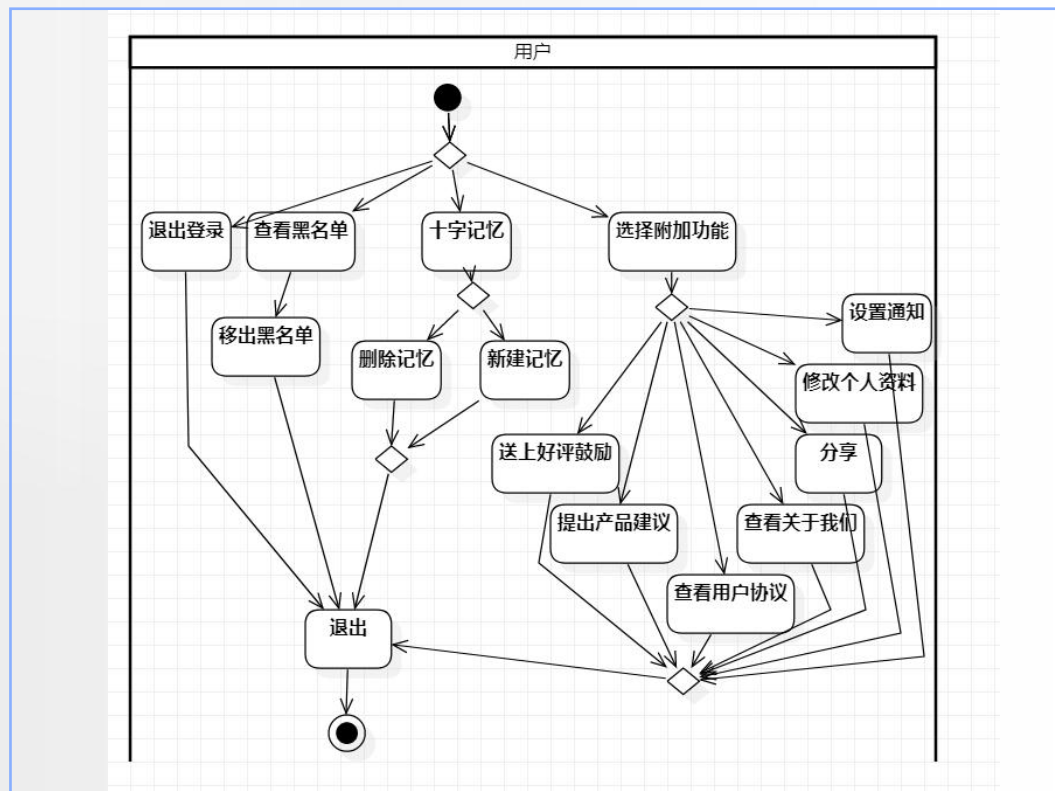 用户
退出登录
查看黑名单
十字记忆
选择附加功能
设置通知
移出黑名单
删除记忆
新建记忆
修改个人资料
送上好评鼓励
分享
提出产品建议
查看关于我们
查看用户协议
退出